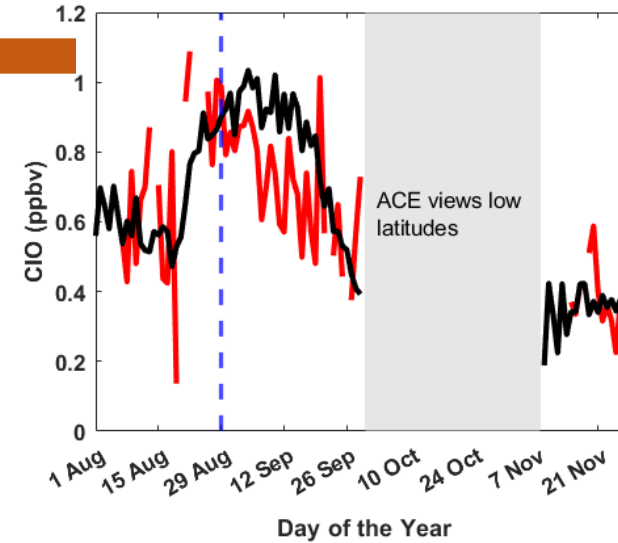 1.2
1
0.8
0.6
0.4
0.2
0
ClO (ppbv)
ACE views low
latitudes
1 Aug
15 Aug
29 Aug
12 Sep
26 Sep
10 Oct
24 Oct
7 Nov
21 Nov
Day of the Year